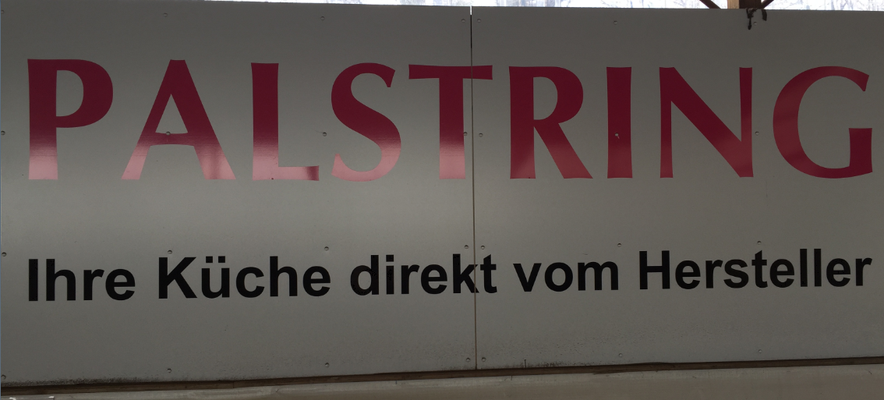 PALSTRING
Ihre Küche direkt vom Hersteller